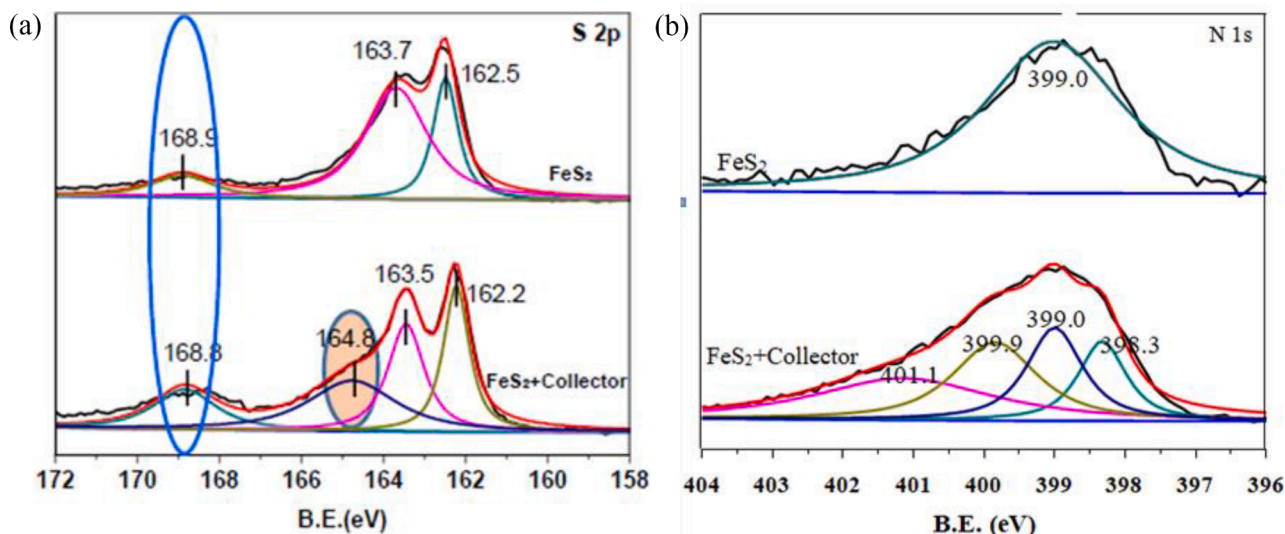 (a)
S 2p
163.7
162.5
168.9
FeS₂
163.5
162.2
164.8
168.8
FeS₂+Collector
172 170 168 166 164 162 160 158
B.E.(eV)
(b)
N 1s
399.0
FeS₂
399.0
FeS₂+Collector
399.9
398.3
401.1
404 403 402 401 400 399 398 397 396
B.E. (eV)